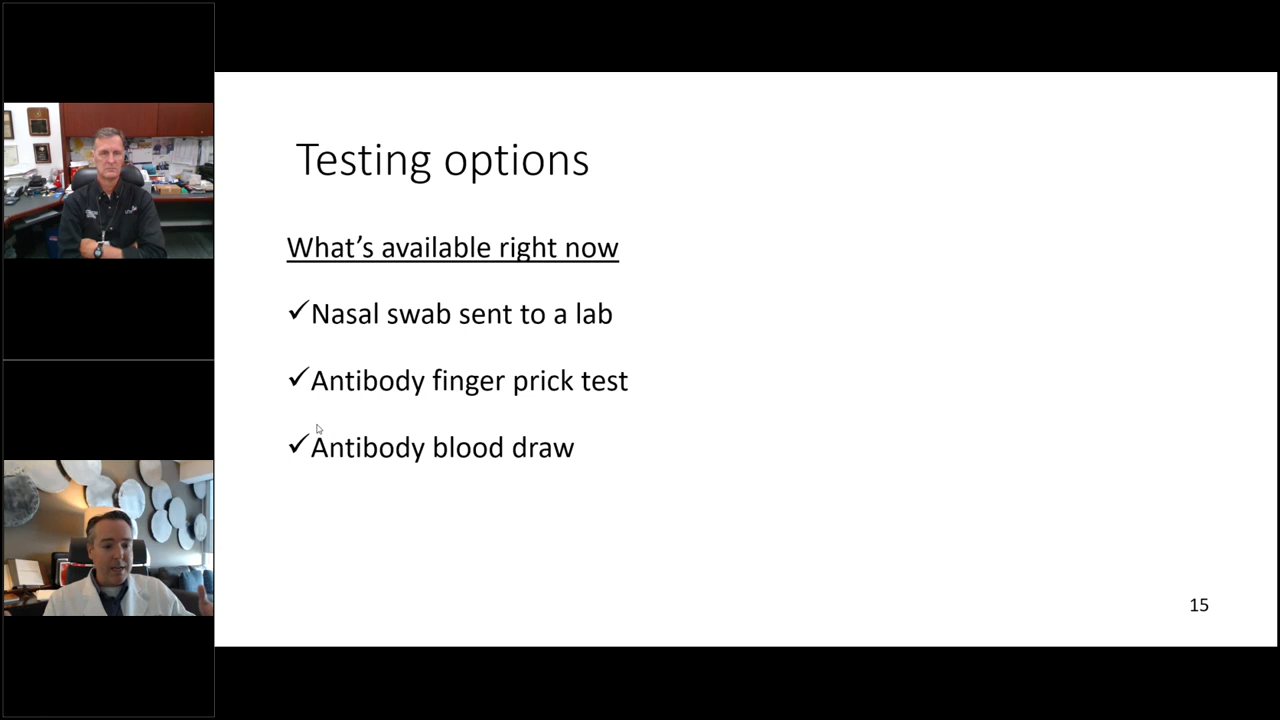 Testing options
What’s available right now
✓Nasal swab sent to a lab
✓Antibody finger prick test
✓Antibody blood draw
15